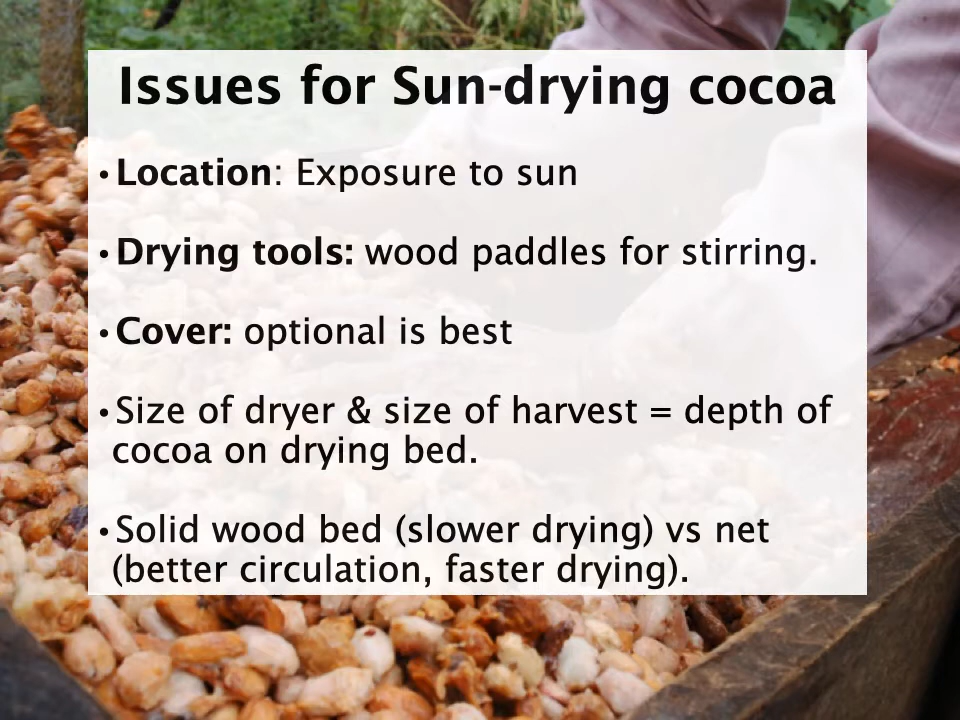 Issues for Sun-drying cocoa
•Location: Exposure to sun
•Drying tools: wood paddles for stirring.
•Cover: optional is best
•Size of dryer & size of harvest = depth of
cocoa on drying bed.
•Solid wood bed (slower drying) vs net
(better circulation, faster drying).